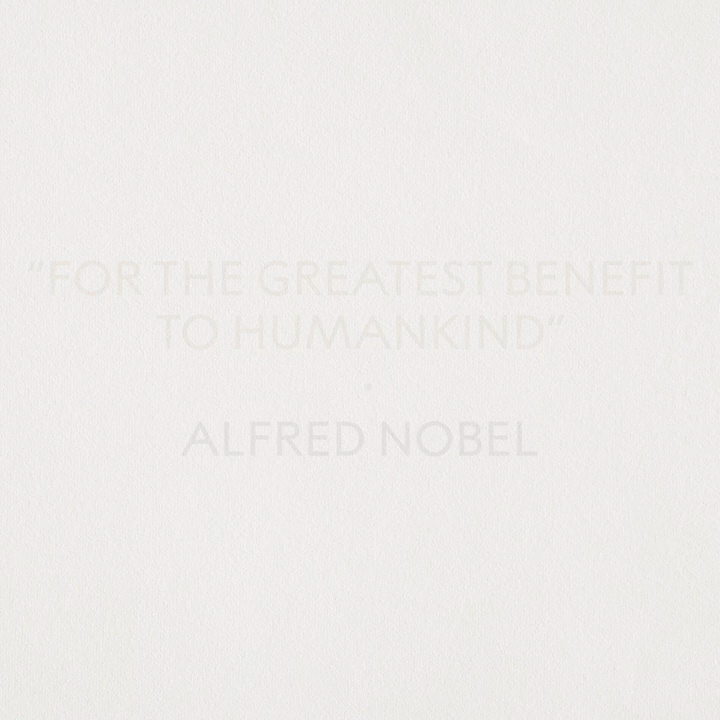 "FOR THE GREATEST BENEFIT
TO HUMANKIND"
•
ALFRED NOBEL